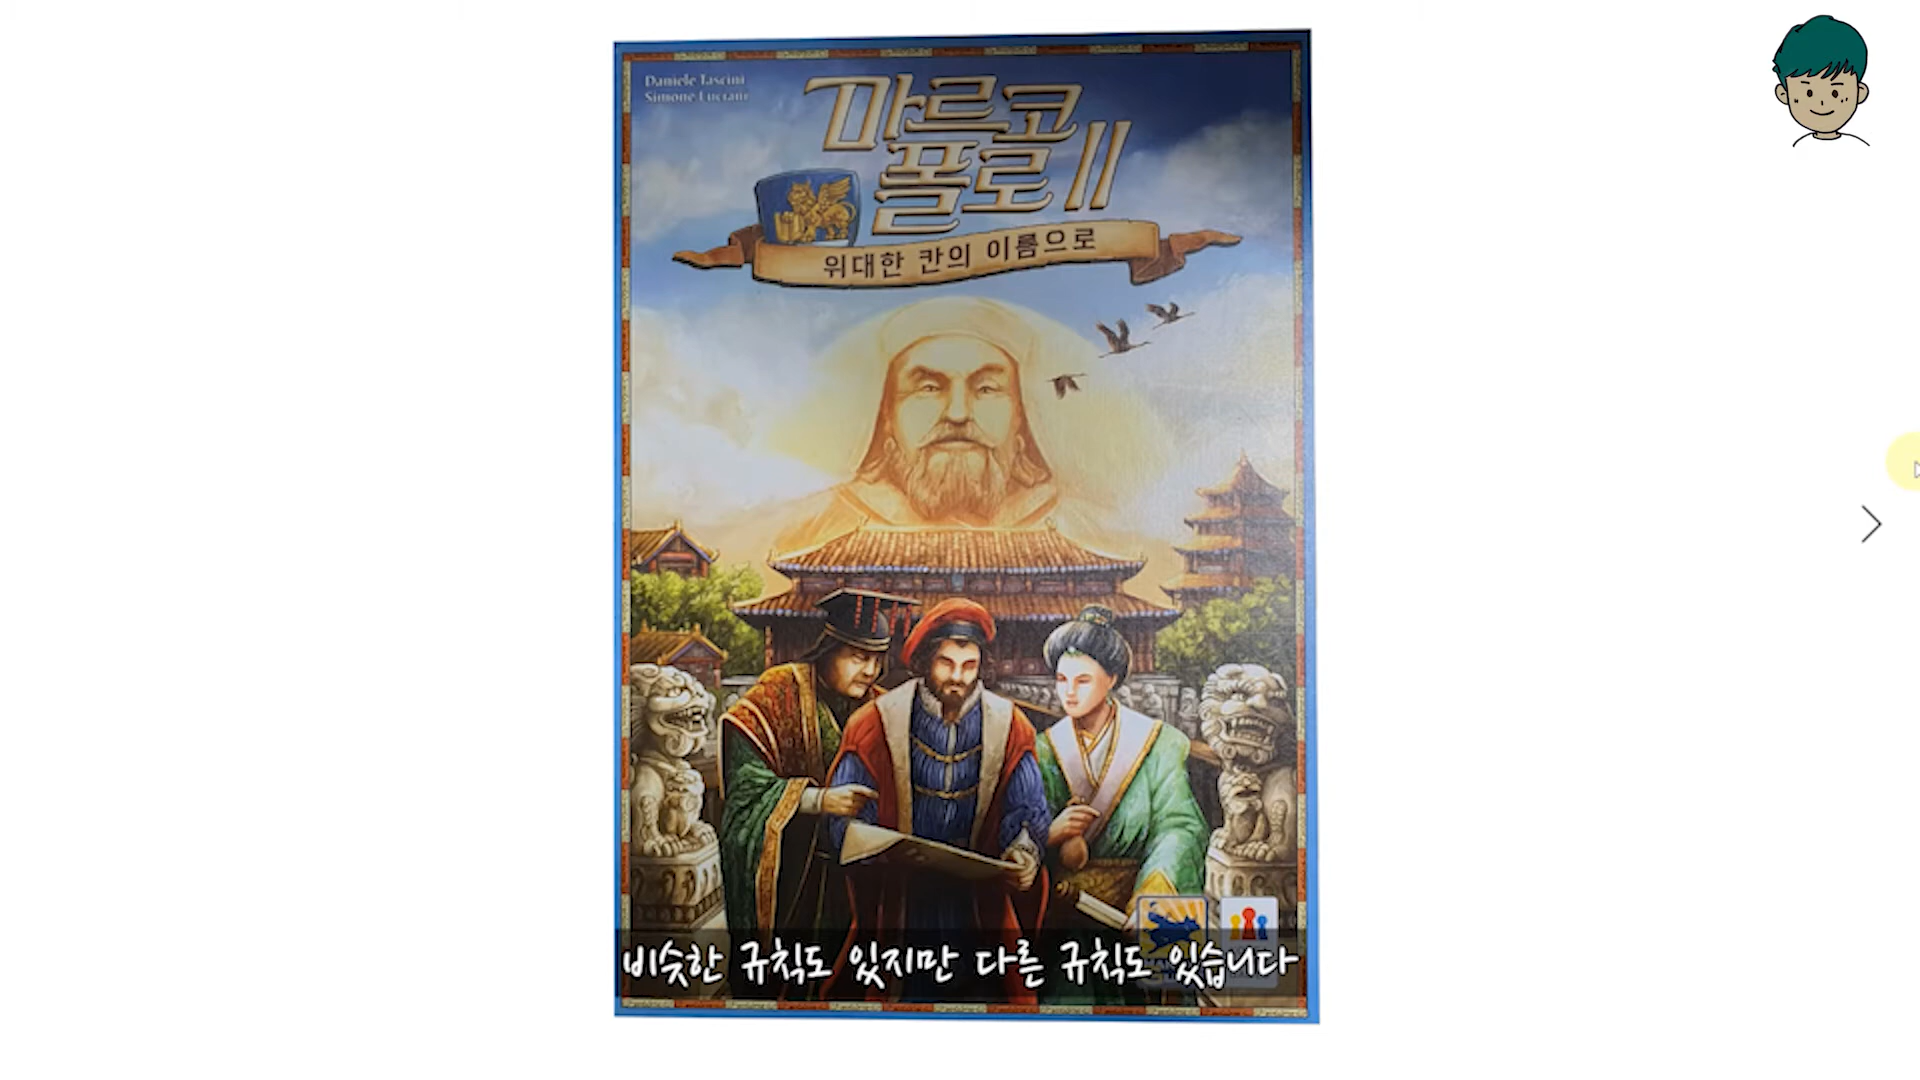 Daniele Tascini
Simone Luciani
마르코
폴로 II
위대한 칸의 이름으로
비슷한 규칙도 있지만 다른 규칙도 있습니다